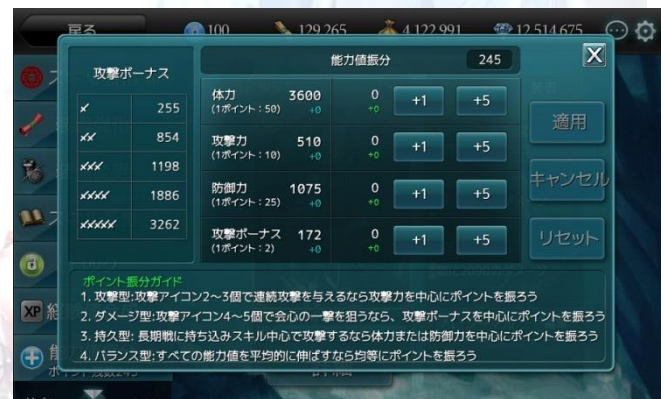 戻る
100
129,265
4,122,991
12,514,675
攻撃ボーナス
能力値振分
245
X
255
854
1198
1886
3262
体力 3600 0 +1 +5
(1ポイント:50) +0 +0
攻撃力 510 0 +1 +5
(1ポイント:10) +0 +0
防御力 1075 0 +1 +5
(1ポイント:25) +0 +0
攻撃ボーナス 172 0 +1 +5
(1ポイント:2) +0 +0
適用
キャンセル
リセット
ポイント振分ガイド
1. 攻撃型:攻撃アイコン2〜3個で連続攻撃を与えるなら攻撃力を中心にポイントを振ろう
2. ダメージ型:攻撃アイコン4〜5個で会心の一撃を狙うなら、攻撃ボーナスを中心にポイントを振ろう
3. 持久型: 長期戦に持ち込みスキル中心で攻撃するなら体力または防御力を中心にポイントを振ろう
4. バランス型:すべての能力値を平均的に伸ばすなら均等にポイントを振ろう
XP